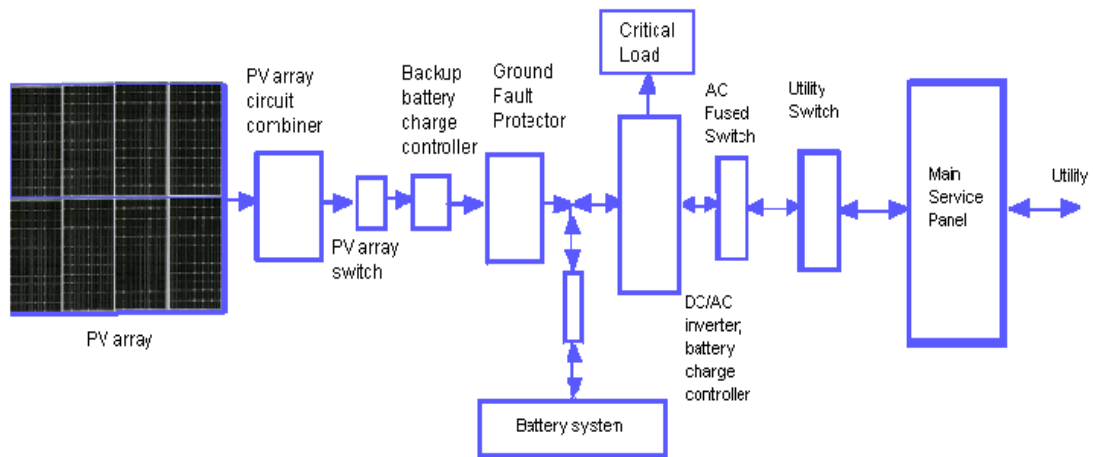 PV array
circuit
combiner
Backup
battery
charge
controller
Ground
Fault
Protector
Critical
Load
AC
Fused
Switch
Utility
Switch
Main
Service
Panel
Utility
PV array
switch
PV array
DC/AC
inverter,
battery
charge
controller
Battery systen